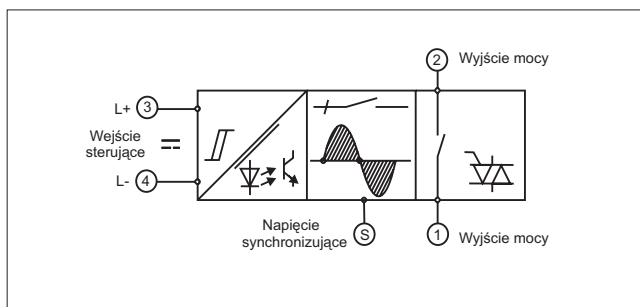 2 Wyjście mocy
L+ 3
Wejście
sterujące
L- 4
Napięcie
synchronizujące S
1 Wyjście mocy